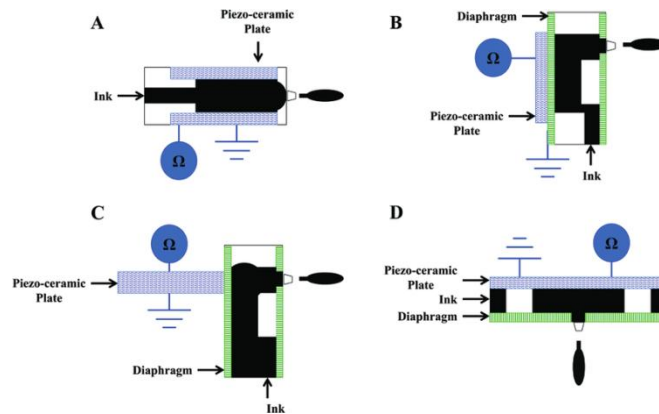 A
Piezo-ceramic
Plate
Ink
Ω
B
Diaphragm
Ω
Piezo-ceramic
Plate
Ink
C
Ω
Piezo-ceramic
Plate
Diaphragm
Ink
D
Ω
Piezo-ceramic
Plate
Ink
Diaphragm